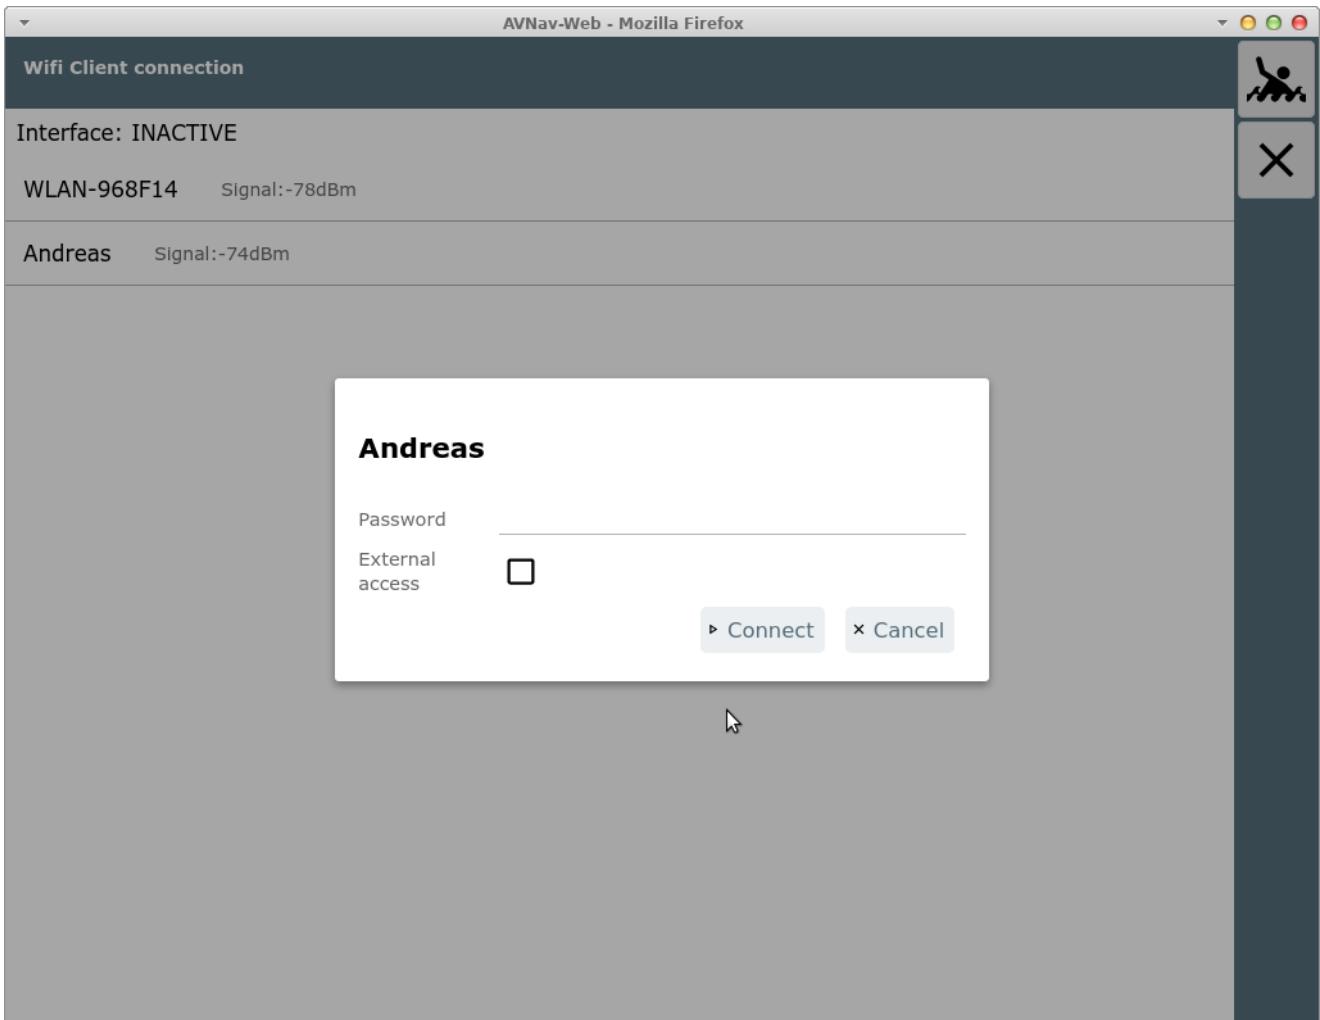 AVNav-Web - Mozilla Firefox
Wifi Client connection
Interface: INACTIVE
WLAN-968F14 Signal:-78dBm
Andreas Signal:-74dBm
Andreas
Password
External
access
Connect Cancel